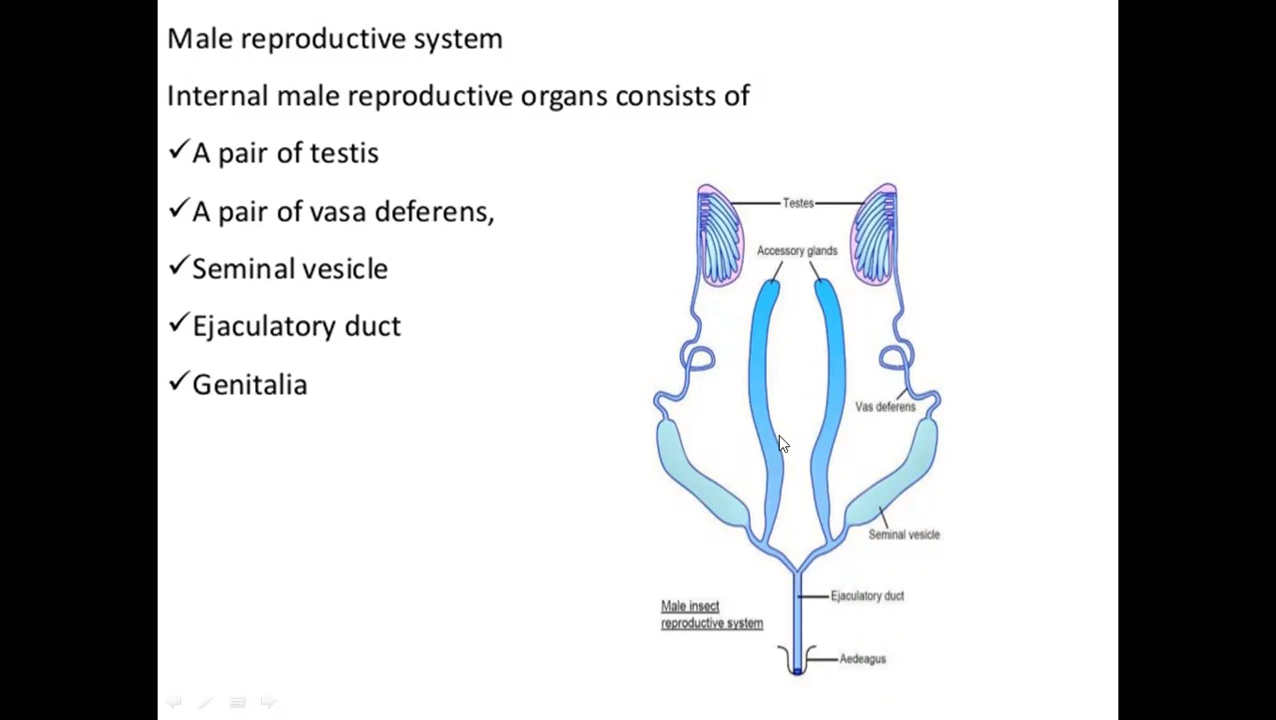 Male reproductive system
Internal male reproductive organs consists of
✓A pair of testis
✓A pair of vasa deferens,
✓Seminal vesicle
✓Ejaculatory duct
✓Genitalia
Testes
Accessory glands
Vas deferens
Seminal vesicle
Ejaculatory duct
Male insect
reproductive system
Aedeagus